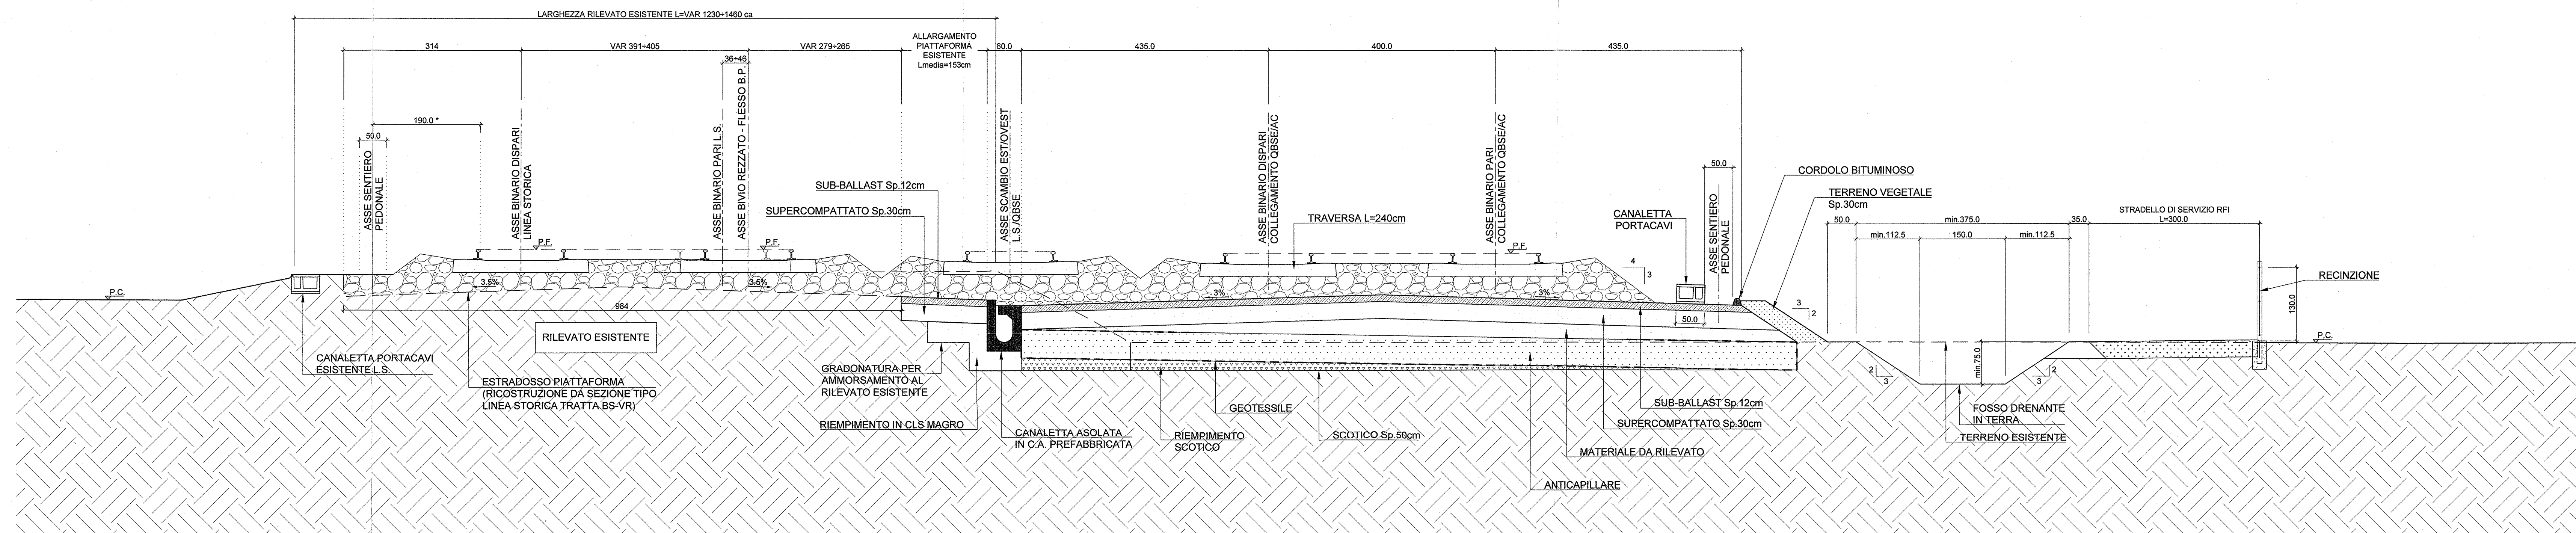 LARGHEZZA RILEVATO ESISTENTE L=VAR 1230÷1460 ca
314
VAR 391÷405
VAR 279÷265
36÷46
ALLARGAMENTO
PIATTAFORMA
ESISTENTE
Lmedia=153cm
60.0
435.0
400.0
435.0
190.0 *
50.0
ASSE SENTIERO
PEDONALE
ASSE BINARIO DISPARI
LINEA STORICA
ASSE BINARIO PARI L.S.
ASSE BIVIO REZZATO - FLESSO B.P.
ASSE SCAMBIO EST/OVEST
L.S./QBSE
ASSE BINARIO DISPARI
COLLEGAMENTO QBSE/AC
ASSE BINARIO PARI
COLLEGAMENTO QBSE/AC
ASSE SENTIERO
PEDONALE
50.0
SUB-BALLAST Sp.12cm
SUPERCOMPATTATO Sp.30cm
TRAVERSA L=240cm
CANALETTA
PORTACAVI
CORDOLO BITUMINOSO
TERRENO VEGETALE
Sp.30cm
50.0
min.375.0
35.0
STRADELLO DI SERVIZIO RFI
L=300.0
min.112.5
150.0
min.112.5
RECINZIONE
130.0
P.F.
P.F.
P.F.
P.C.
P.C.
4
3
3
2
3.5%
3.5%
3%
3%
984
50.0
min.75.0
2
3
2
3
RILEVATO ESISTENTE
CANALETTA PORTACAVI
ESISTENTE L.S.
ESTRADOSSO PIATTAFORMA
(RICOSTRUZIONE DA SEZIONE TIPO
LINEA STORICA TRATTA BS-VR)
GRADONATURA PER
AMMORSAMENTO AL
RILEVATO ESISTENTE
RIEMPIMENTO IN CLS MAGRO
CANALETTA ASOLATA
IN C.A. PREFABBRICATA
RIEMPIMENTO
SCOTICO
GEOTESSILE
SCOTICO Sp.50cm
SUB-BALLAST Sp.12cm
SUPERCOMPATTATO Sp.30cm
MATERIALE DA RILEVATO
ANTICAPILLARE
FOSSO DRENANTE
IN TERRA
TERRENO ESISTENTE